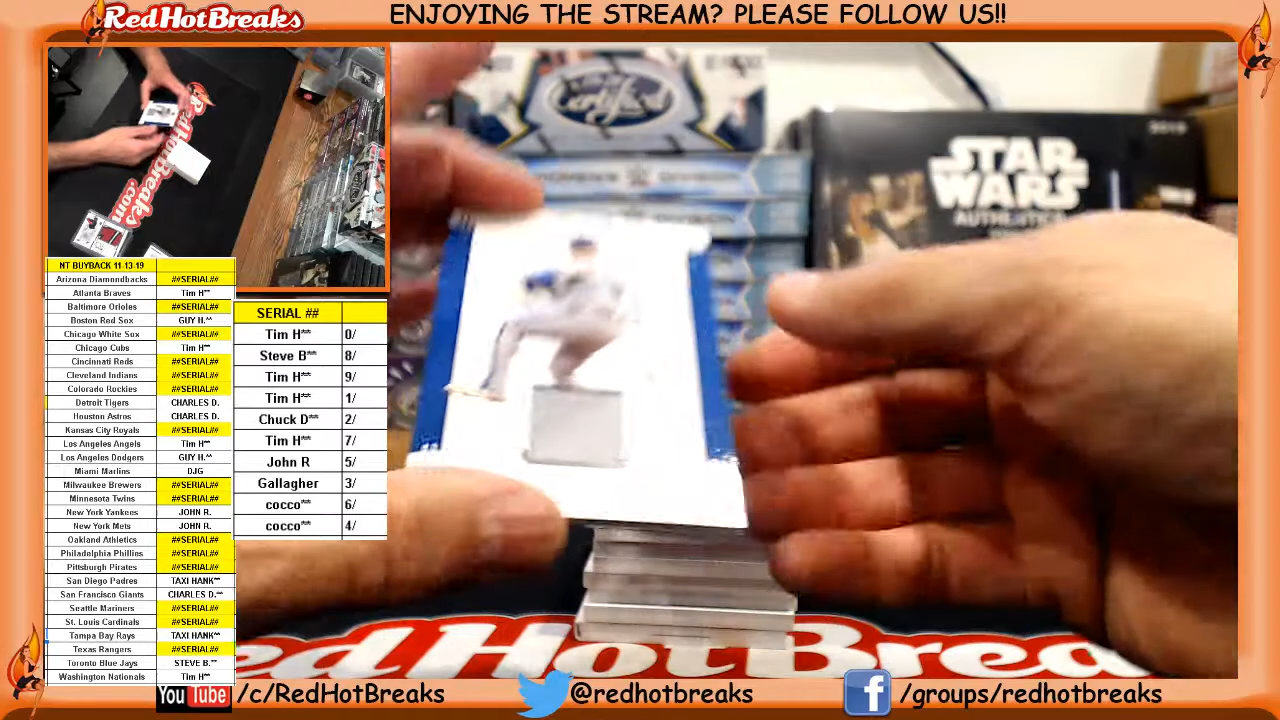 RedHotBreaks
ENJOYING THE STREAM? PLEASE FOLLOW US!!
Certified
STAR
WARS
RedHotBreaks
.com
NT BUYBACK 11-13-19
Arizona Diamondbacks ##SERIAL##
Atlanta Braves Tim H**
Baltimore Orioles ##SERIAL##
Boston Red Sox GUY H.^^
Chicago White Sox ##SERIAL##
Chicago Cubs Tim H**
Cincinnati Reds ##SERIAL##
Cleveland Indians ##SERIAL##
Colorado Rockies ##SERIAL##
Detroit Tigers CHARLES D.
Houston Astros CHARLES D.
Kansas City Royals ##SERIAL##
Los Angeles Angels Tim H**
Los Angeles Dodgers GUY H.^^
Miami Marlins DJG
Milwaukee Brewers ##SERIAL##
Minnesota Twins ##SERIAL##
New York Yankees JOHN R.
New York Mets JOHN R.
Oakland Athletics ##SERIAL##
Philadelphia Phillies ##SERIAL##
Pittsburgh Pirates ##SERIAL##
San Diego Padres TAXI HANK**
San Francisco Giants CHARLES D.**
Seattle Mariners ##SERIAL##
St. Louis Cardinals ##SERIAL##
Tampa Bay Rays TAXI HANK**
Texas Rangers ##SERIAL##
Toronto Blue Jays STEVE B.**
Washington Nationals Tim H**
SERIAL ##
Tim H** 0/
Steve B** 8/
Tim H** 9/
Tim H** 1/
Chuck D** 2/
Tim H** 7/
John R 5/
Gallagher 3/
cocco** 6/
cocco** 4/
edHotBrea
YouTube /c/RedHotBreaks
@redhotbreaks
f /groups/redhotbreaks